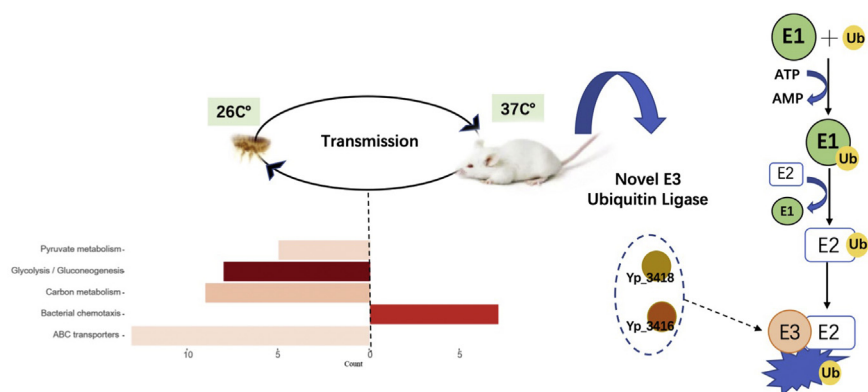 E1 + Ub
ATP
AMP
E1
Ub
E2
E1
E2
Ub
E3
E2
Ub
26C°
37C°
Transmission
Novel E3
Ubiquitin Ligase
Yp_3418
Yp_3416
Pyruvate metabolism
Glycolysis / Gluconeogenesis
Carbon metabolism
Bacterial chemotaxis
ABC transporters
10
5
0
5
Count